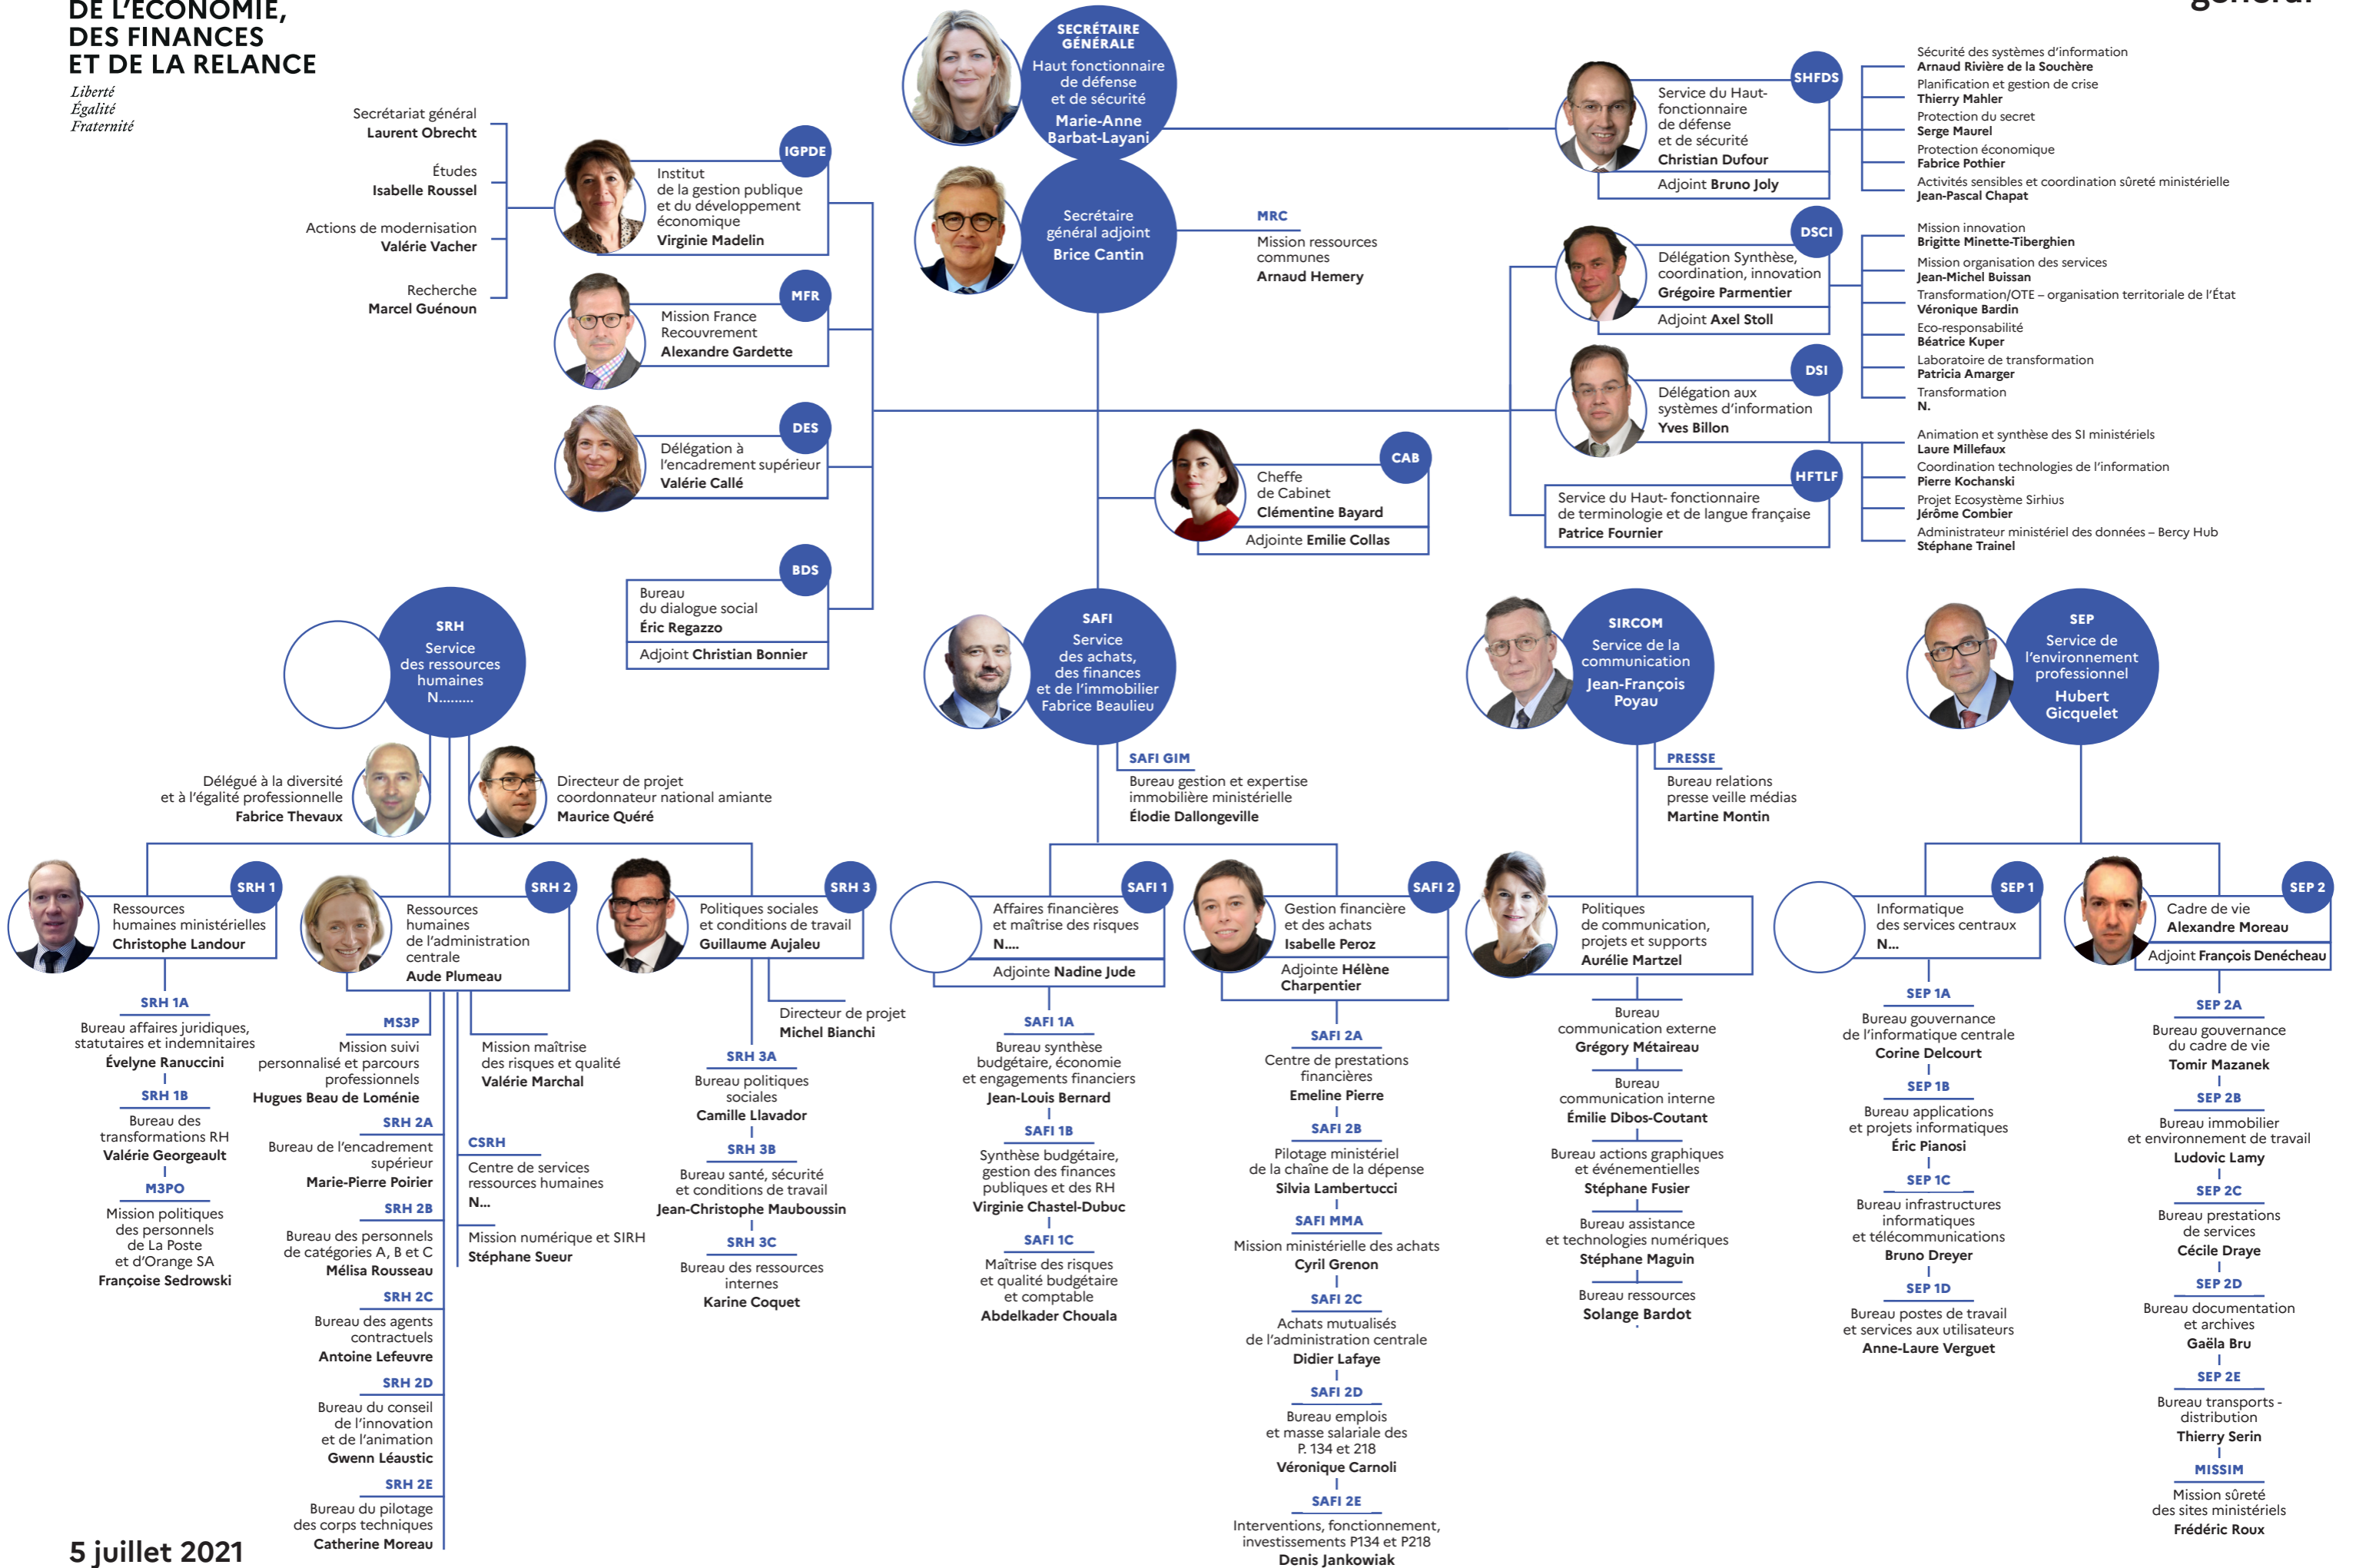 DE L'ÉCONOMIE,
DES FINANCES
ET DE LA RELANCE
Liberté
Égalité
Fraternité
général
SECRÉTAIRE
GÉNÉRALE
Haut fonctionnaire
de défense
et de sécurité
Marie-Anne
Barbat-Layani
Secrétaire
général adjoint
Brice Cantin
MRC
Mission ressources
communes
Arnaud Hemery
Secrétariat général
Laurent Obrecht
Études
Isabelle Roussel
Actions de modernisation
Valérie Vacher
Recherche
Marcel Guénoun
IGPDE
Institut
de la gestion publique
et du développement
économique
Virginie Madelin
MFR
Mission France
Recouvrement
Alexandre Gardette
DES
Délégation à
l'encadrement supérieur
Valérie Callé
BDS
Bureau
du dialogue social
Éric Regazzo
Adjoint Christian Bonnier
CAB
Cheffe
de Cabinet
Clémentine Bayard
Adjointe Emilie Collas
SHFDS
Service du Haut-
fonctionnaire
de défense
et de sécurité
Christian Dufour
Adjoint Bruno Joly
Sécurité des systèmes d'information
Arnaud Rivière de la Souchère
Planification et gestion de crise
Thierry Mahler
Protection du secret
Serge Maurel
Protection économique
Fabrice Pothier
Activités sensibles et coordination sûreté ministérielle
Jean-Pascal Chapat
DSCI
Délégation Synthèse,
coordination, innovation
Grégoire Parmentier
Adjoint Axel Stoll
Mission innovation
Brigitte Minette-Tiberghien
Mission organisation des services
Jean-Michel Buissan
Transformation/OTE – organisation territoriale de l'État
Véronique Bardin
Eco-responsabilité
Béatrice Kuper
Laboratoire de transformation
Patricia Amarger
Transformation
N.
DSI
Délégation aux
systèmes d'information
Yves Billon
Animation et synthèse des SI ministériels
Laure Millefaux
Coordination technologies de l'information
Pierre Kochanski
Projet Ecosystème Sirhius
Jérôme Combier
Administrateur ministériel des données – Bercy Hub
Stéphane Trainel
HFTLF
Service du Haut- fonctionnaire
de terminologie et de langue française
Patrice Fournier
SRH
Service
des ressources
humaines
N.........
Délégué à la diversité
et à l'égalité professionnelle
Fabrice Thevaux
Directeur de projet
coordonnateur national amiante
Maurice Quéré
SRH 1
Ressources
humaines ministérielles
Christophe Landour
SRH 1A
Bureau affaires juridiques,
statutaires et indemnitaires
Évelyne Ranuccini
SRH 1B
Bureau des
transformations RH
Valérie Georgeault
M3PO
Mission politiques
des personnels
de La Poste
et d'Orange SA
Françoise Sedrowski
SRH 2
Ressources
humaines
de l'administration
centrale
Aude Plumeau
MS3P
Mission suivi
personnalisé et parcours
professionnels
Hugues Beau de Loménie
SRH 2A
Bureau de l'encadrement
supérieur
Marie-Pierre Poirier
SRH 2B
Bureau des personnels
de catégories A, B et C
Mélisa Rousseau
SRH 2C
Bureau des agents
contractuels
Antoine Lefeuvre
SRH 2D
Bureau du conseil
de l'innovation
et de l'animation
Gwenn Léaustic
SRH 2E
Bureau du pilotage
des corps techniques
Catherine Moreau
Mission maîtrise
des risques et qualité
Valérie Marchal
CSRH
Centre de services
ressources humaines
N...
Mission numérique et SIRH
Stéphane Sueur
SRH 3
Politiques sociales
et conditions de travail
Guillaume Aujaleu
Directeur de projet
Michel Bianchi
SRH 3A
Bureau politiques
sociales
Camille Llavador
SRH 3B
Bureau santé, sécurité
et conditions de travail
Jean-Christophe Mauboussin
SRH 3C
Bureau des ressources
internes
Karine Coquet
SAFI
Service
des achats,
des finances
et de l'immobilier
Fabrice Beaulieu
SAFI GIM
Bureau gestion et expertise
immobilière ministérielle
Élodie Dallongeville
SAFI 1
Affaires financières
et maîtrise des risques
N....
Adjointe Nadine Jude
SAFI 1A
Bureau synthèse
budgétaire, économie
et engagements financiers
Jean-Louis Bernard
SAFI 1B
Synthèse budgétaire,
gestion des finances
publiques et des RH
Virginie Chastel-Dubuc
SAFI 1C
Maîtrise des risques
et qualité budgétaire
et comptable
Abdelkader Chouala
SAFI 2
Gestion financière
et des achats
Isabelle Peroz
Adjointe Hélène
Charpentier
SAFI 2A
Centre de prestations
financières
Emeline Pierre
SAFI 2B
Pilotage ministériel
de la chaîne de la dépense
Silvia Lambertucci
SAFI MMA
Mission ministérielle des achats
Cyril Grenon
SAFI 2C
Achats mutualisés
de l'administration centrale
Didier Lafaye
SAFI 2D
Bureau emplois
et masse salariale des
P. 134 et 218
Véronique Carnoli
SAFI 2E
Interventions, fonctionnement,
investissements P134 et P218
Denis Jankowiak
SIRCOM
Service de la
communication
Jean-François
Poyau
PRESSE
Bureau relations
presse veille médias
Martine Montin
Politiques
de communication,
projets et supports
Aurélie Martzel
Bureau
communication externe
Grégory Métaireau
Bureau
communication interne
Émilie Dibos-Coutant
Bureau actions graphiques
et événementielles
Stéphane Fusier
Bureau assistance
et technologies numériques
Stéphane Maguin
Bureau ressources
Solange Bardot
SEP
Service de
l'environnement
professionnel
Hubert
Gicquelet
SEP 1
Informatique
des services centraux
N...
SEP 1A
Bureau gouvernance
de l'informatique centrale
Corine Delcourt
SEP 1B
Bureau applications
et projets informatiques
Éric Pianosi
SEP 1C
Bureau infrastructures
informatiques
et télécommunications
Bruno Dreyer
SEP 1D
Bureau postes de travail
et services aux utilisateurs
Anne-Laure Verguet
SEP 2
Cadre de vie
Alexandre Moreau
Adjoint François Denécheau
SEP 2A
Bureau gouvernance
du cadre de vie
Tomir Mazanek
SEP 2B
Bureau immobilier
et environnement de travail
Ludovic Lamy
SEP 2C
Bureau prestations
de services
Cécile Draye
SEP 2D
Bureau documentation
et archives
Gaëla Bru
SEP 2E
Bureau transports -
distribution
Thierry Serin
MISSIM
Mission sûreté
des sites ministériels
Frédéric Roux
5 juillet 2021